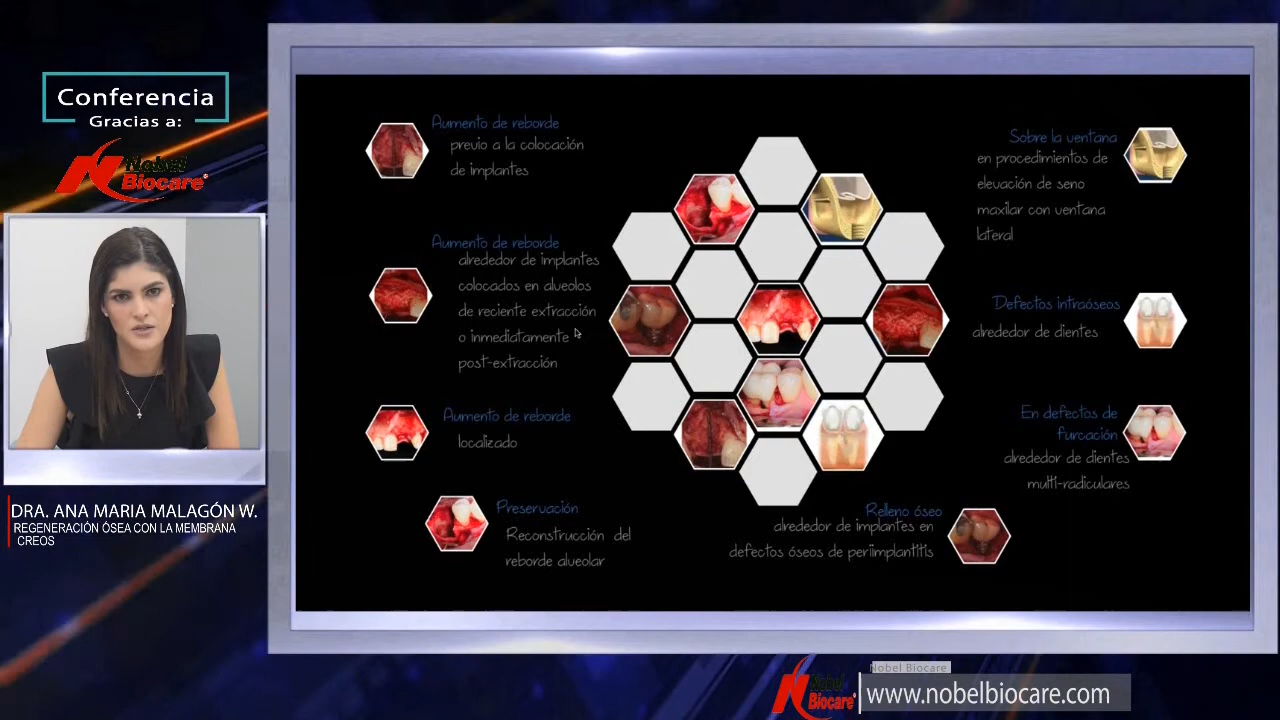 Conferencia
Gracias a:
Nobel
Biocare
DRA. ANA MARIA MALAGÓN W.
REGENERACIÓN ÓSEA CON LA MEMBRANA
CREOS
Aumento de reborde
previo a la colocación
de implantes
Aumento de reborde
alrededor de implantes
colocados en alveolos
de reciente extracción
o inmediatamente
post-extracción
Aumento de reborde
localizado
Preservación
Reconstrucción del
reborde alveolar
Sobre la ventana
en procedimientos de
elevación de seno
maxilar con ventana
lateral
Defectos intraóseos
alrededor de dientes
En defectos de
furcación
alrededor de dientes
multi-radiculares
Relleno óseo
alrededor de implantes en
defectos óseos de periimplantitis
Nobel
Biocare
Nobel Biocare
www.nobelbiocare.com